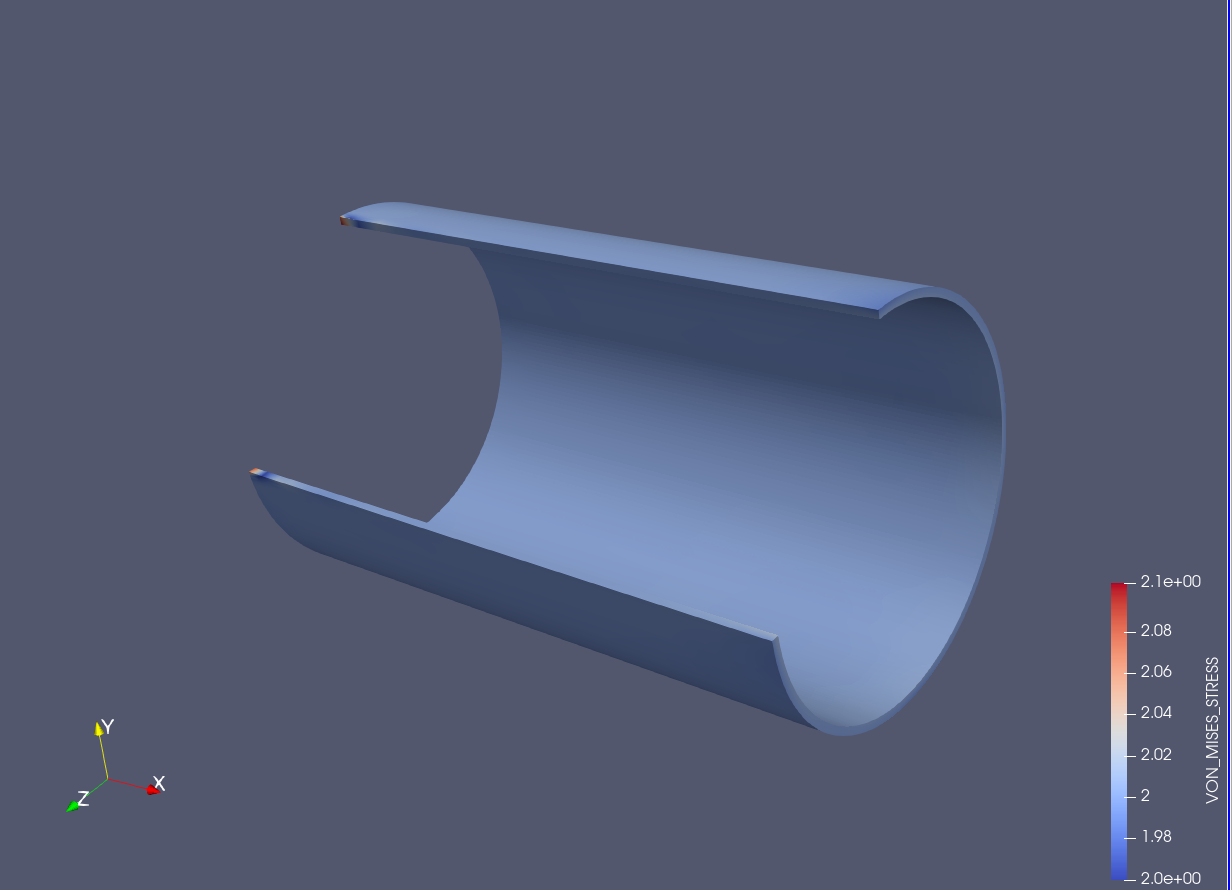 2.1e+00
2.08
2.06
2.04
2.02
2
1.98
2.0e+00
VON_MISES_STRESS
Y
X
Z